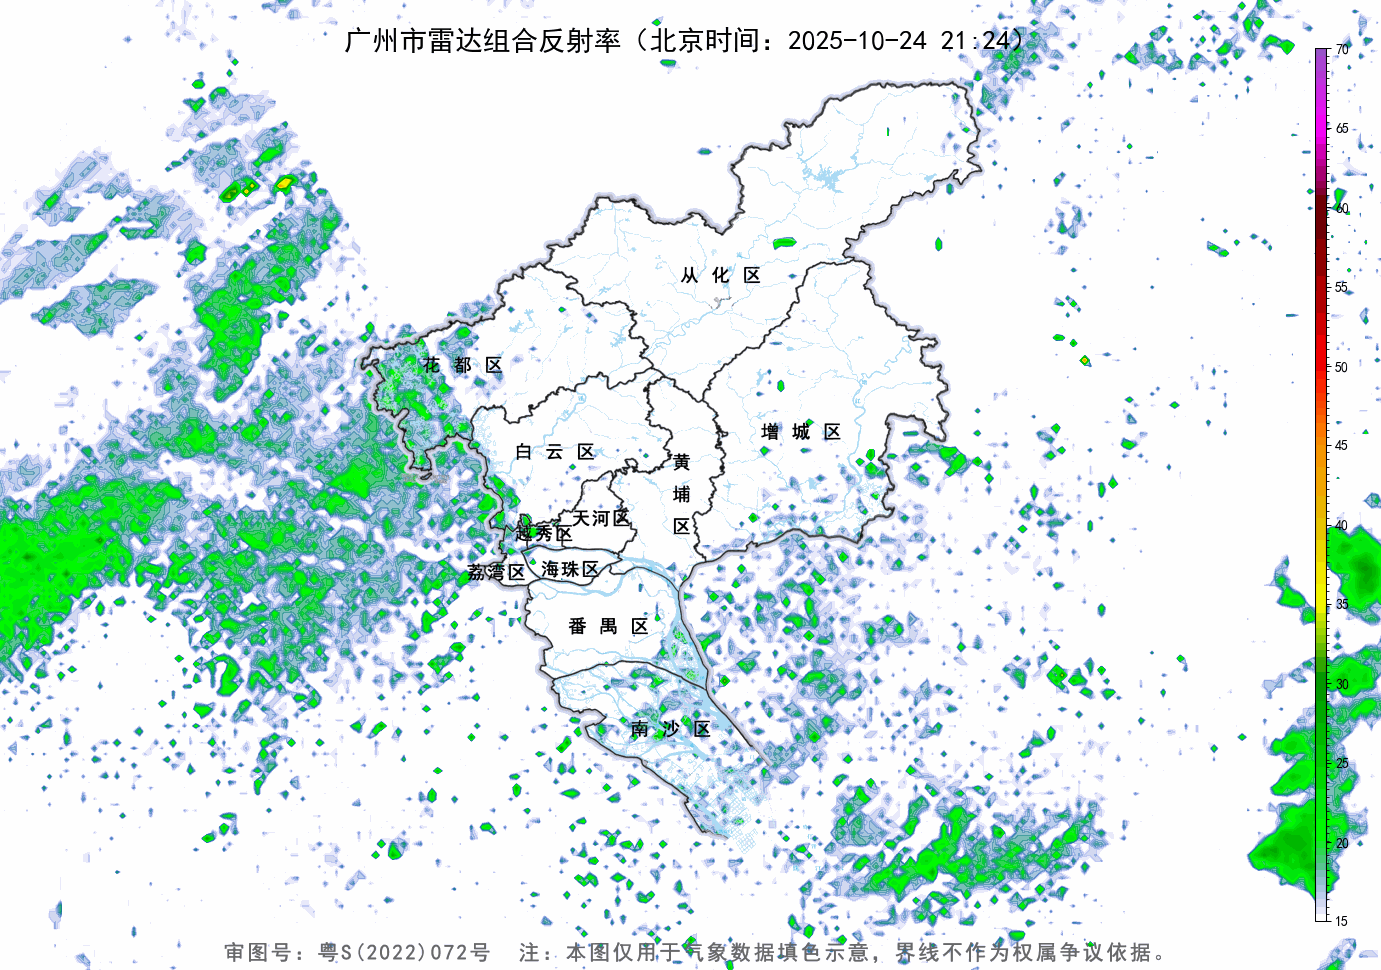 广州市雷达组合反射率（北京时间：2025-10-24 21:24）
70
65
60
55
50
45
40
35
30
25
20
15
从化区
花都区
增城区
白云区
黄埔区
天河区
越秀区
荔湾区
海珠区
番禺区
南沙区
审图号：粤S(2022)072号 注：本图仅用于气象数据填色示意，界线不作为权属争议依据。